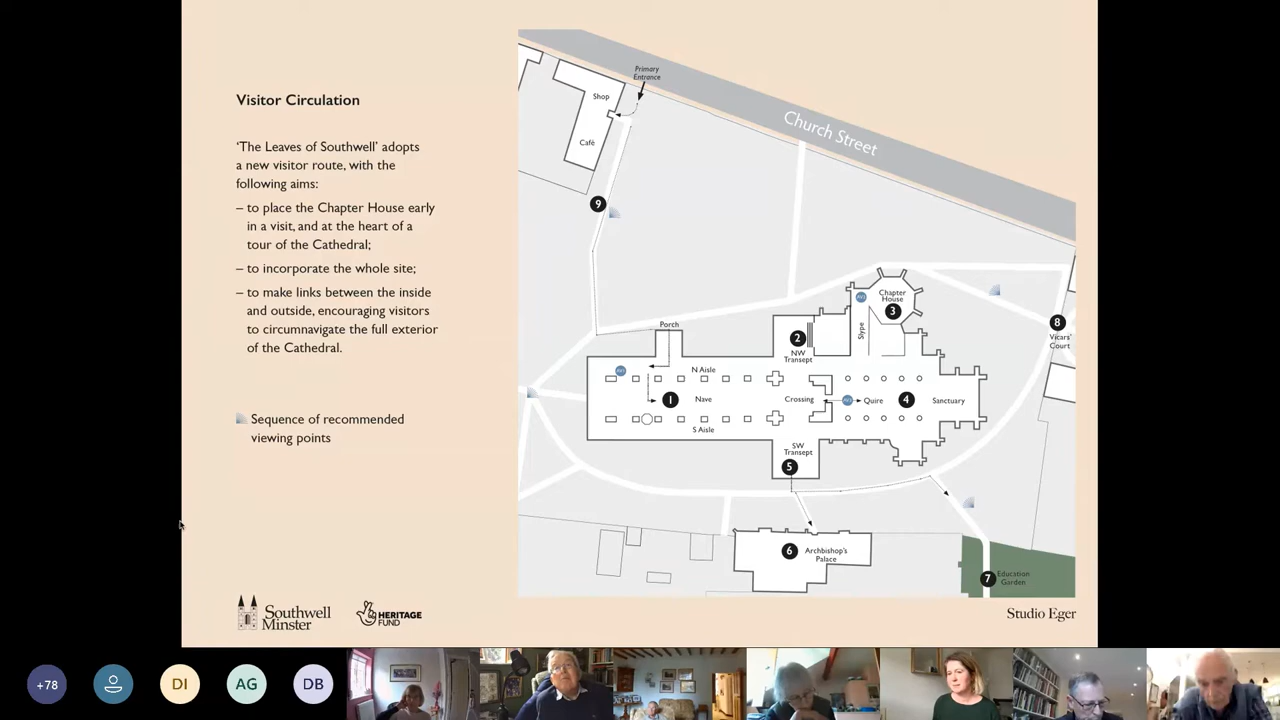 Visitor Circulation
‘The Leaves of Southwell’ adopts
a new visitor route, with the
following aims:
– to place the Chapter House early
in a visit, and at the heart of a
tour of the Cathedral;
– to incorporate the whole site;
– to make links between the inside
and outside, encouraging visitors
to circumnavigate the full exterior
of the Cathedral.
Sequence of recommended
viewing points
Southwell
Minster
HERITAGE
FUND
Primary
Entrance
Shop
Café
Church Street
9
Chapter
House
3
AV2
Slype
2
NW
Transept
8
Vicars'
Court
Porch
AV1
N Aisle
1
Nave
Crossing
AV3
Quire
4
Sanctuary
S Aisle
SW
Transept
5
6
Archbishop's
Palace
7
Education
Garden
Studio Eger
+78
DI
AG
DB